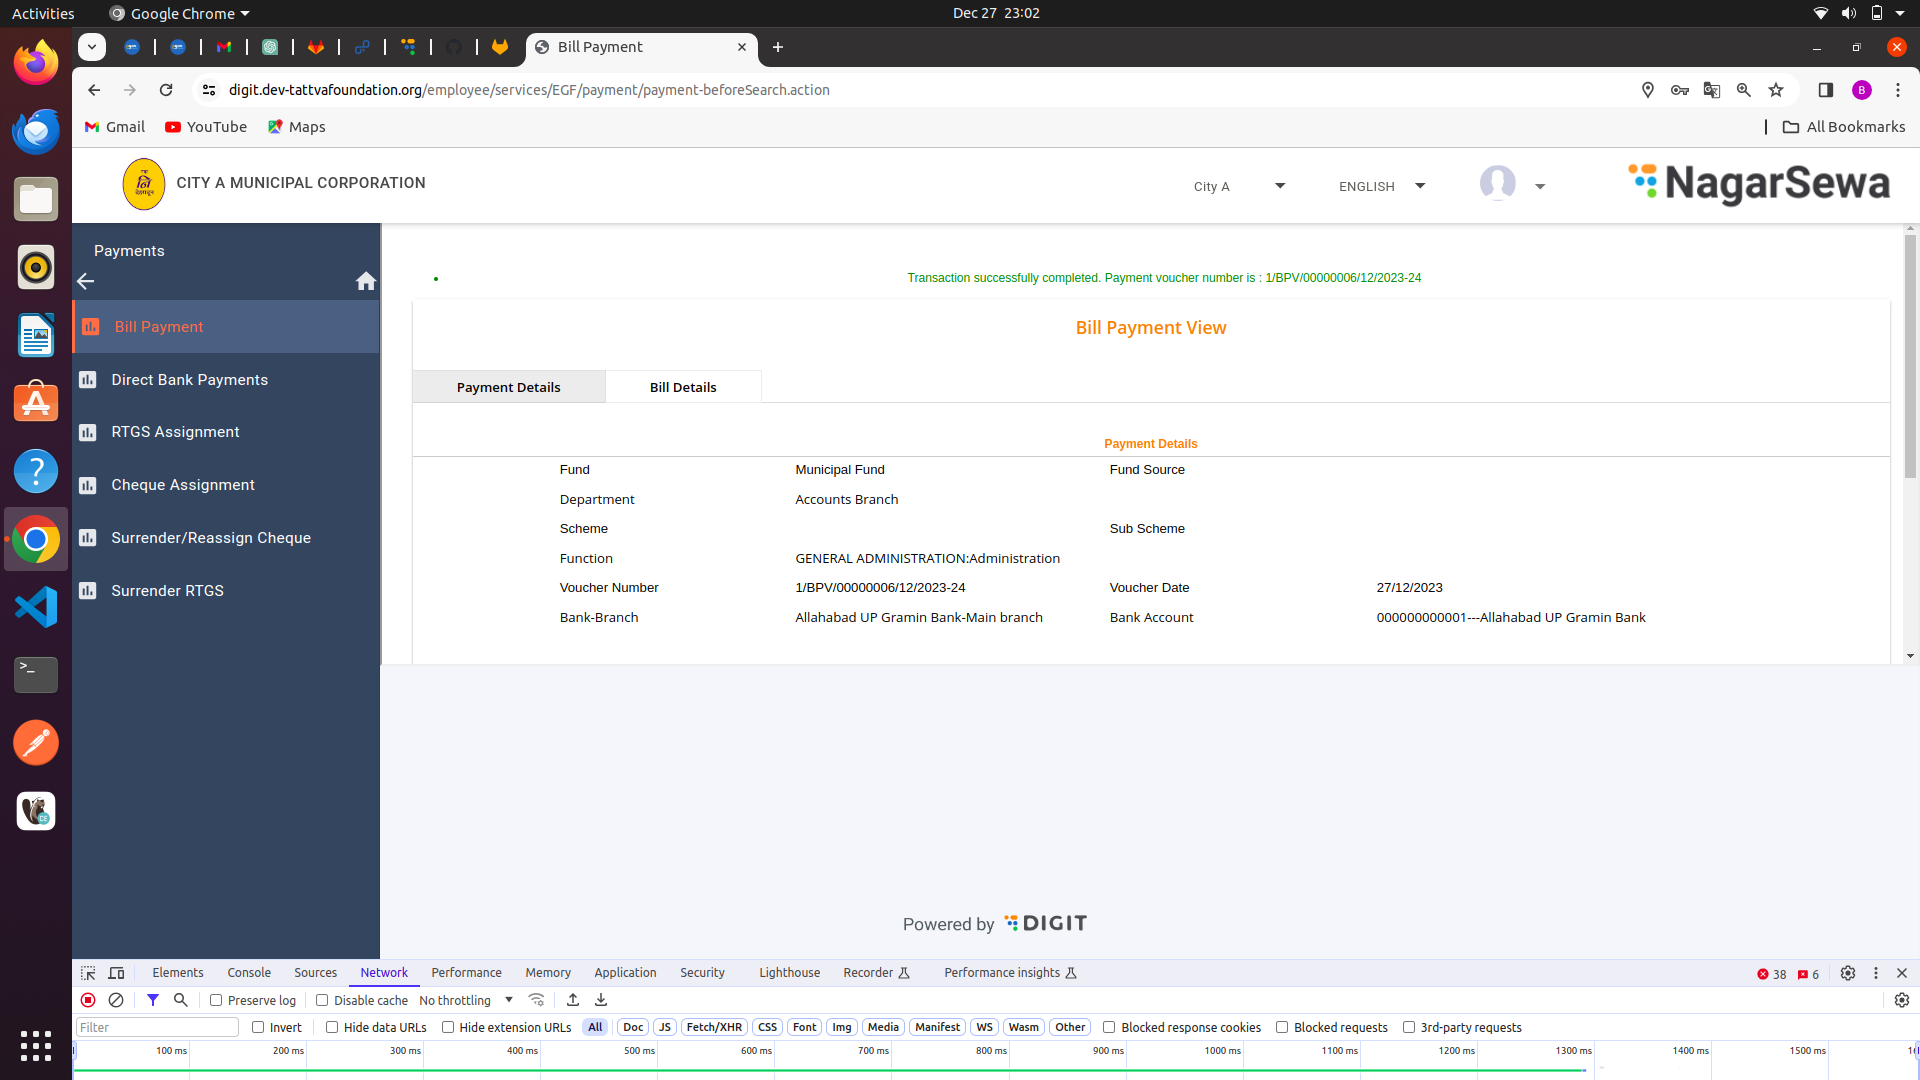 Activities Google Chrome Dec 27 23:02
Bill Payment
digit.dev-tattvafoundation.org/employee/services/EGF/payment/payment-beforeSearch.action
B
Gmail YouTube Maps All Bookmarks
CITY A MUNICIPAL CORPORATION City A ENGLISH NagarSewa
Payments
Bill Payment
Direct Bank Payments
RTGS Assignment
Cheque Assignment
Surrender/Reassign Cheque
Surrender RTGS
Transaction successfully completed. Payment voucher number is : 1/BPV/00000006/12/2023-24
Bill Payment View
Payment Details Bill Details
Payment Details
Fund Municipal Fund Fund Source
Department Accounts Branch
Scheme Sub Scheme
Function GENERAL ADMINISTRATION:Administration
Voucher Number 1/BPV/00000006/12/2023-24 Voucher Date 27/12/2023
Bank-Branch Allahabad UP Gramin Bank-Main branch Bank Account 000000000001---Allahabad UP Gramin Bank
Powered by DIGIT
Elements Console Sources Network Performance Memory Application Security Lighthouse Recorder Performance insights 38 6
Preserve log Disable cache No throttling
Filter Invert Hide data URLs Hide extension URLs All Doc JS Fetch/XHR CSS Font Img Media Manifest WS Wasm Other Blocked response cookies Blocked requests 3rd-party requests
100 ms 200 ms 300 ms 400 ms 500 ms 600 ms 700 ms 800 ms 900 ms 1000 ms 1100 ms 1200 ms 1300 ms 1400 ms 1500 ms